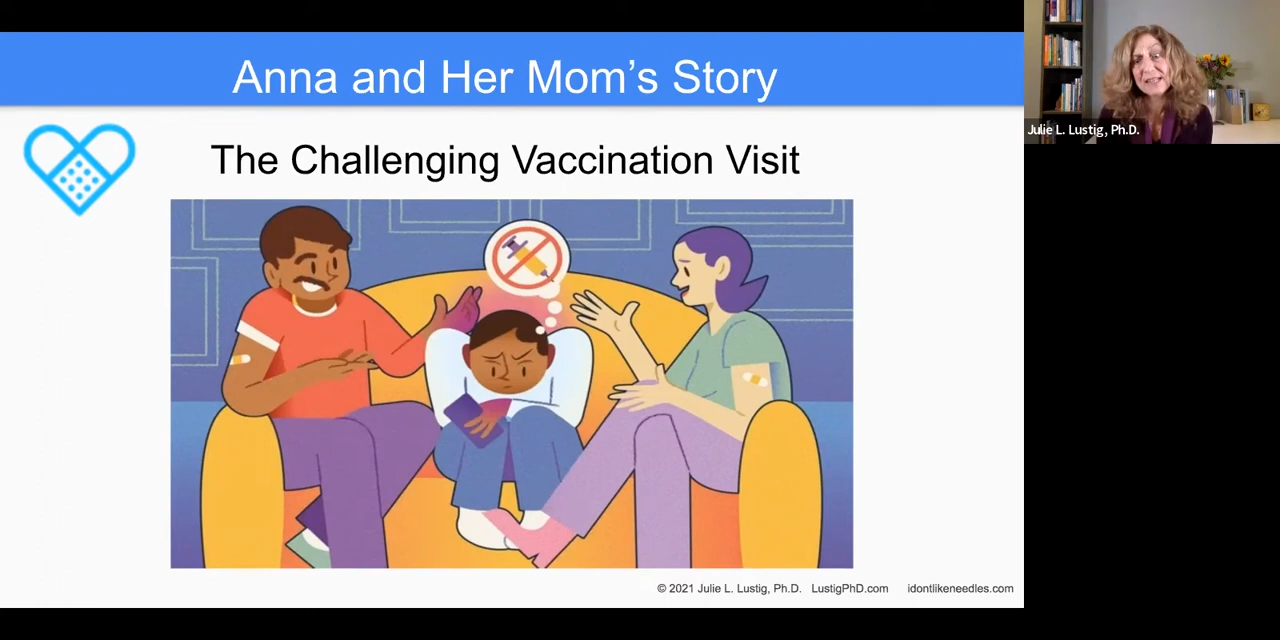 Anna and Her Mom's Story
The Challenging Vaccination Visit
Julie L. Lustig, Ph.D.
© 2021 Julie L. Lustig, Ph.D. LustigPhD.com idontlikeneedles.com